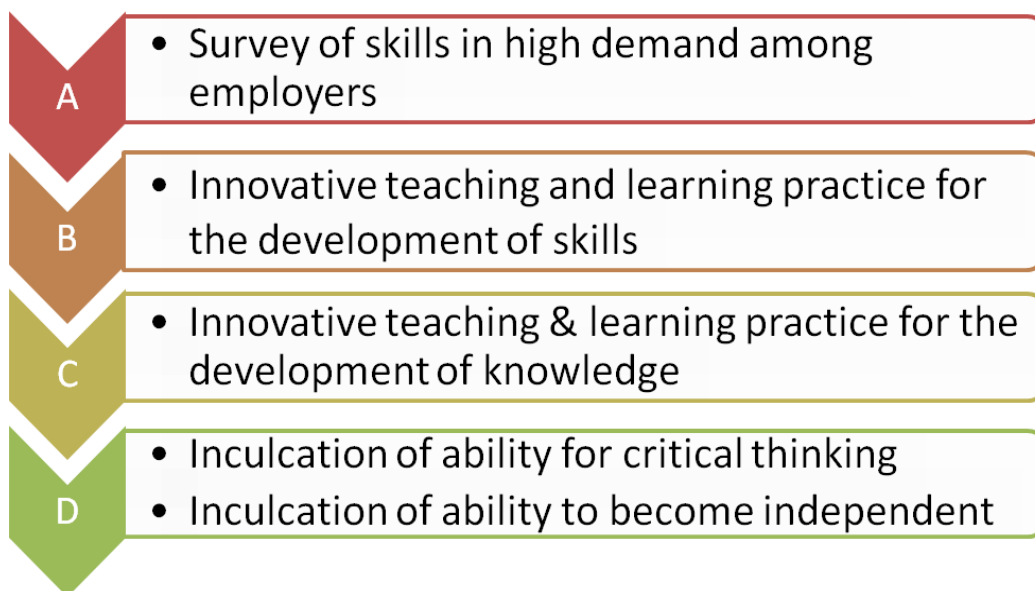 A
• Survey of skills in high demand among
employers
B
• Innovative teaching and learning practice for
the development of skills
C
• Innovative teaching & learning practice for the
development of knowledge
D
• Inculcation of ability for critical thinking
• Inculcation of ability to become independent